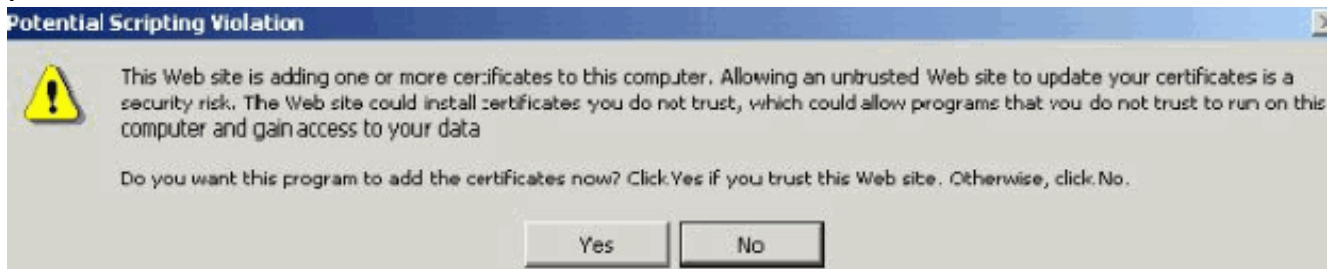 Potential Scripting Violation
This Web site is adding one or more certificates to this computer. Allowing an untrusted Web site to update your certificates is a
security risk. The Web site could install certificates you do not trust, which could allow programs that you do not trust to run on this
computer and gain access to your data
Do you want this program to add the certificates now? Click Yes if you trust this Web site. Otherwise, click No.
Yes No